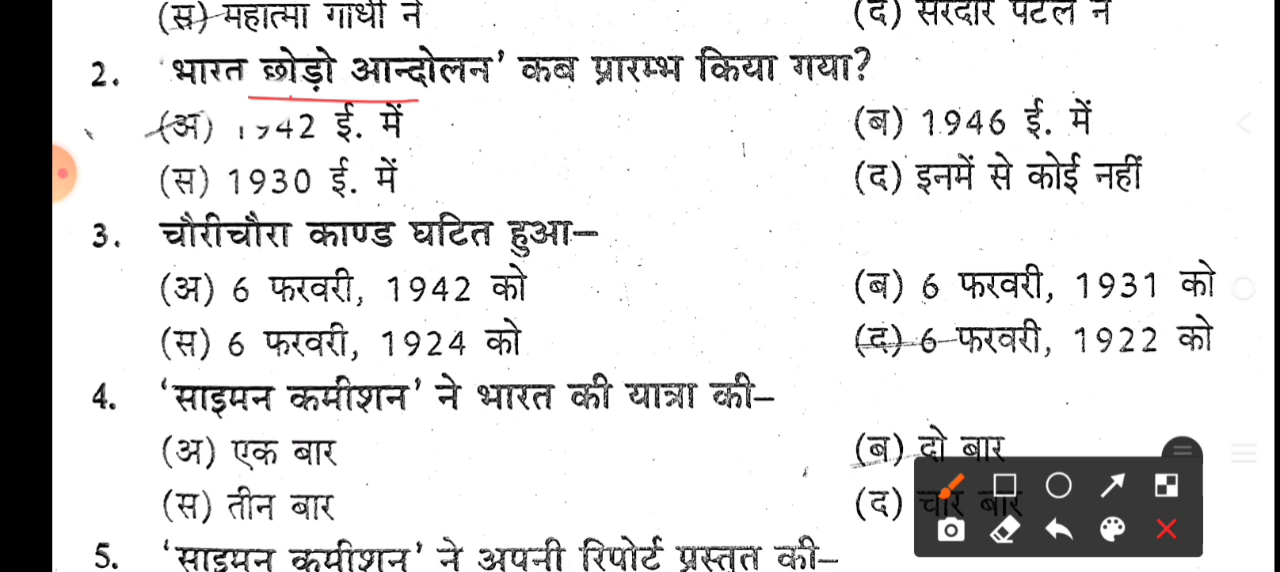 (स) महात्मा गांधी ने (द) सरदार पटेल ने
2. 'भारत छोड़ो आन्दोलन' कब प्रारम्भ किया गया?
(अ) 1942 ई. में (ब) 1946 ई. में
(स) 1930 ई. में (द) इनमें से कोई नहीं
3. चौरीचौरा काण्ड घटित हुआ–
(अ) 6 फरवरी, 1942 को (ब) 6 फरवरी, 1931 को
(स) 6 फरवरी, 1924 को (द) 6 फरवरी, 1922 को
4. 'साइमन कमीशन' ने भारत की यात्रा की–
(अ) एक बार (ब) दो बार
(स) तीन बार (द) चार बार
5. 'साइमन कमीशन' ने अपनी रिपोर्ट प्रस्तुत की–